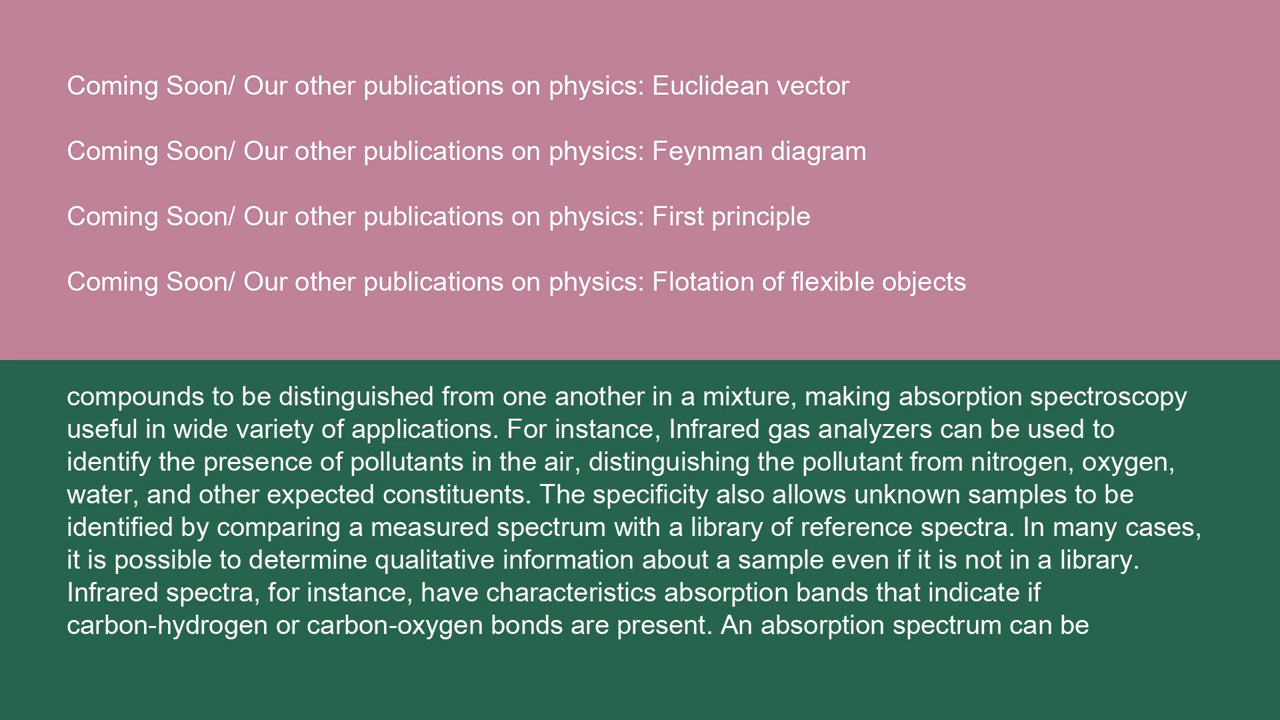 Coming Soon/ Our other publications on physics: Euclidean vector
Coming Soon/ Our other publications on physics: Feynman diagram
Coming Soon/ Our other publications on physics: First principle
Coming Soon/ Our other publications on physics: Flotation of flexible objects
compounds to be distinguished from one another in a mixture, making absorption spectroscopy
useful in wide variety of applications. For instance, Infrared gas analyzers can be used to
identify the presence of pollutants in the air, distinguishing the pollutant from nitrogen, oxygen,
water, and other expected constituents. The specificity also allows unknown samples to be
identified by comparing a measured spectrum with a library of reference spectra. In many cases,
it is possible to determine qualitative information about a sample even if it is not in a library.
Infrared spectra, for instance, have characteristics absorption bands that indicate if
carbon-hydrogen or carbon-oxygen bonds are present. An absorption spectrum can be